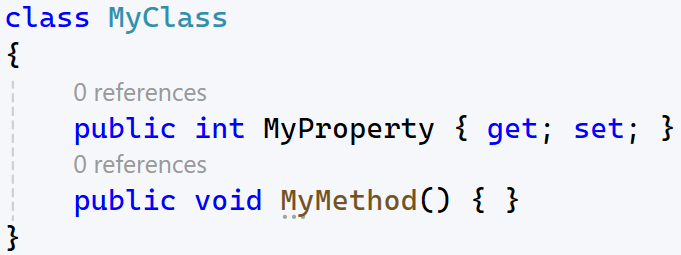 class MyClass
{
0 references
public int MyProperty { get; set; }
0 references
public void MyMethod() { }
}